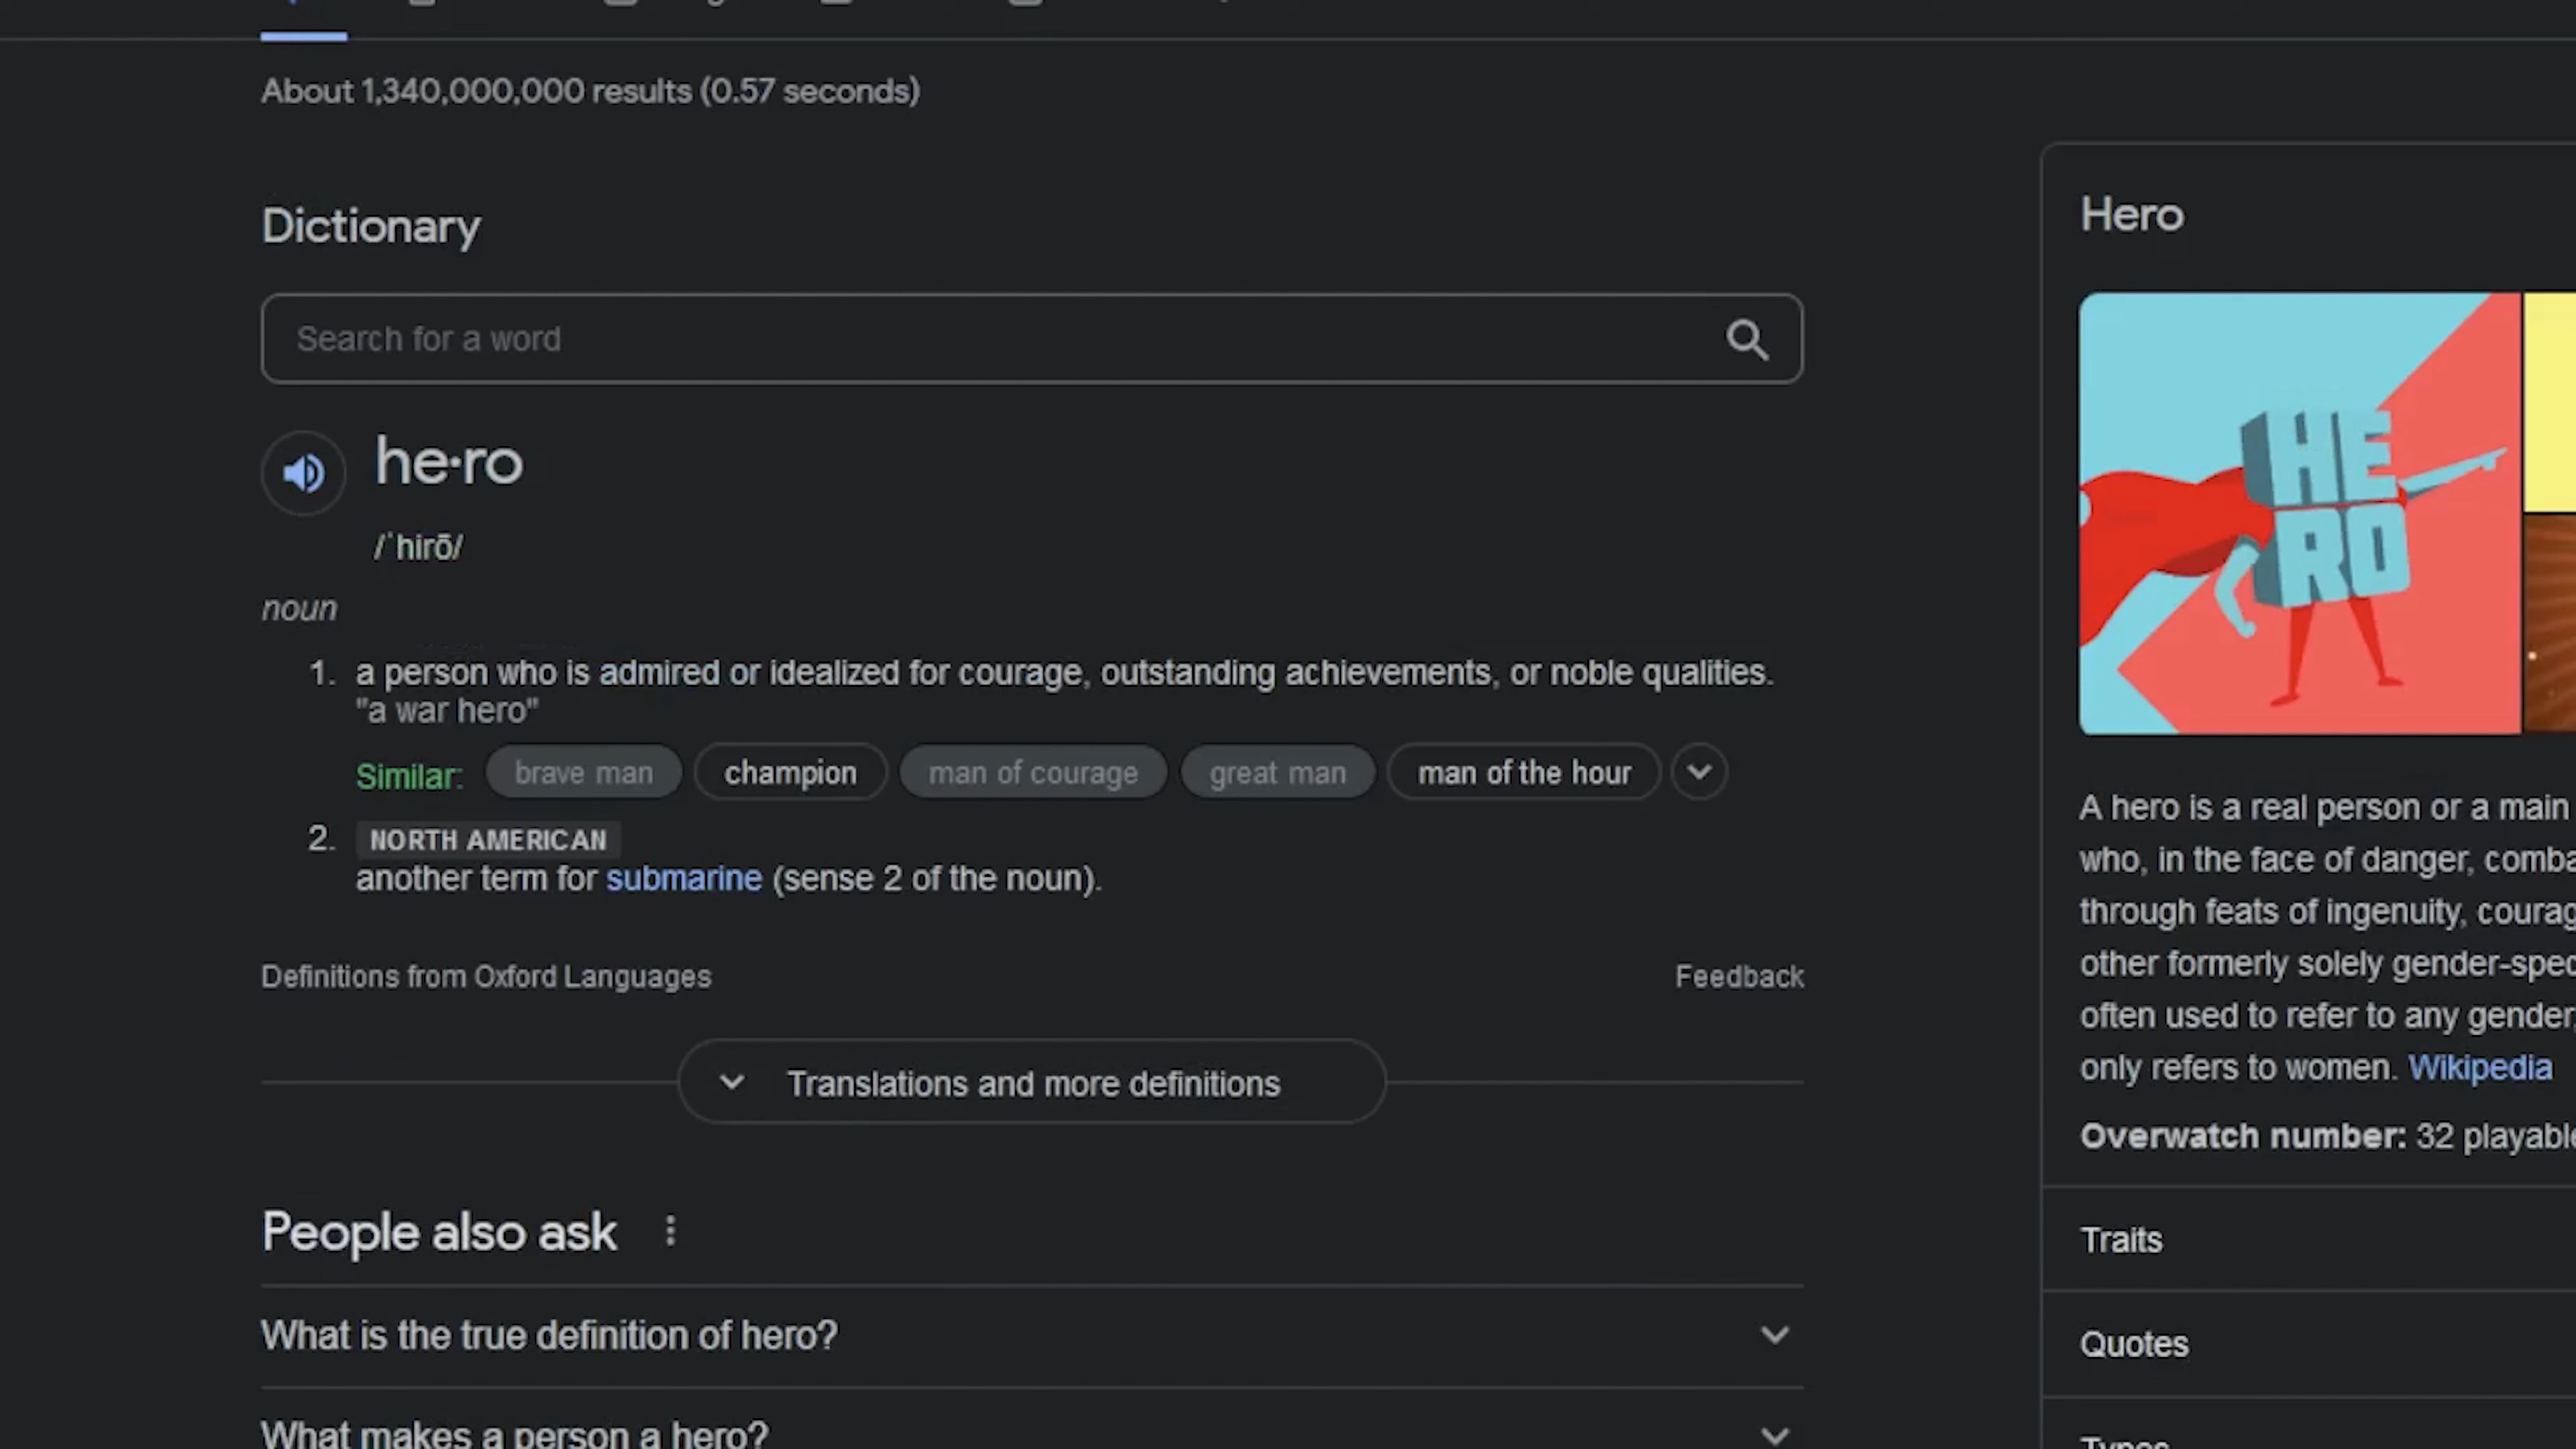 About 1,340,000,000 results (0.57 seconds)
Dictionary
Search for a word
he·ro
/ˈhirō/
noun
1. a person who is admired or idealized for courage, outstanding achievements, or noble qualities.
"a war hero"
Similar: brave man champion man of courage great man man of the hour
2. NORTH AMERICAN
another term for submarine (sense 2 of the noun).
Definitions from Oxford Languages Feedback
Translations and more definitions
People also ask
What is the true definition of hero?
What makes a person a hero?
Hero
HE
RO
A hero is a real person or a main
who, in the face of danger, comba
through feats of ingenuity, courag
other formerly solely gender-spec
often used to refer to any gender,
only refers to women. Wikipedia
Overwatch number: 32 playable
Traits
Quotes
Types